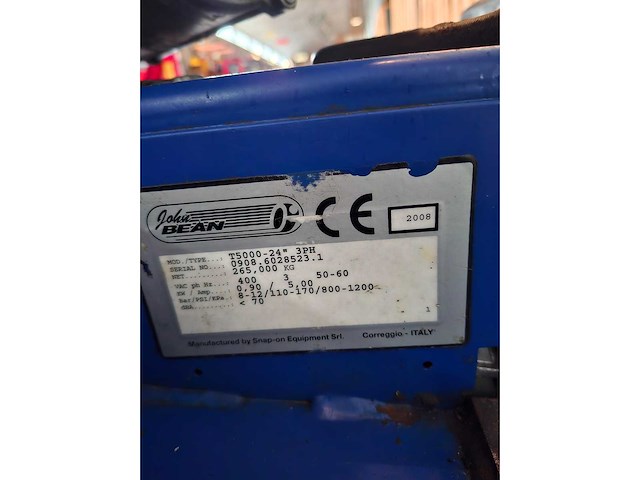 John
BEAN
CE
2008
MOD./TYPE...: T5000-24" 3PH
SERIAL NO....: 0908.6028523.1
NET..........: 265,000 KG
VAC ph Hz....: 400 3 50-60
KW / Amp.....: 0,90 / 5,00
bar/PSI/KPa.: 8-12/110-170/800-1200
dBA..........: < 70
1
Manufactured by Snap-on Equipment Srl. Correggio - ITALY